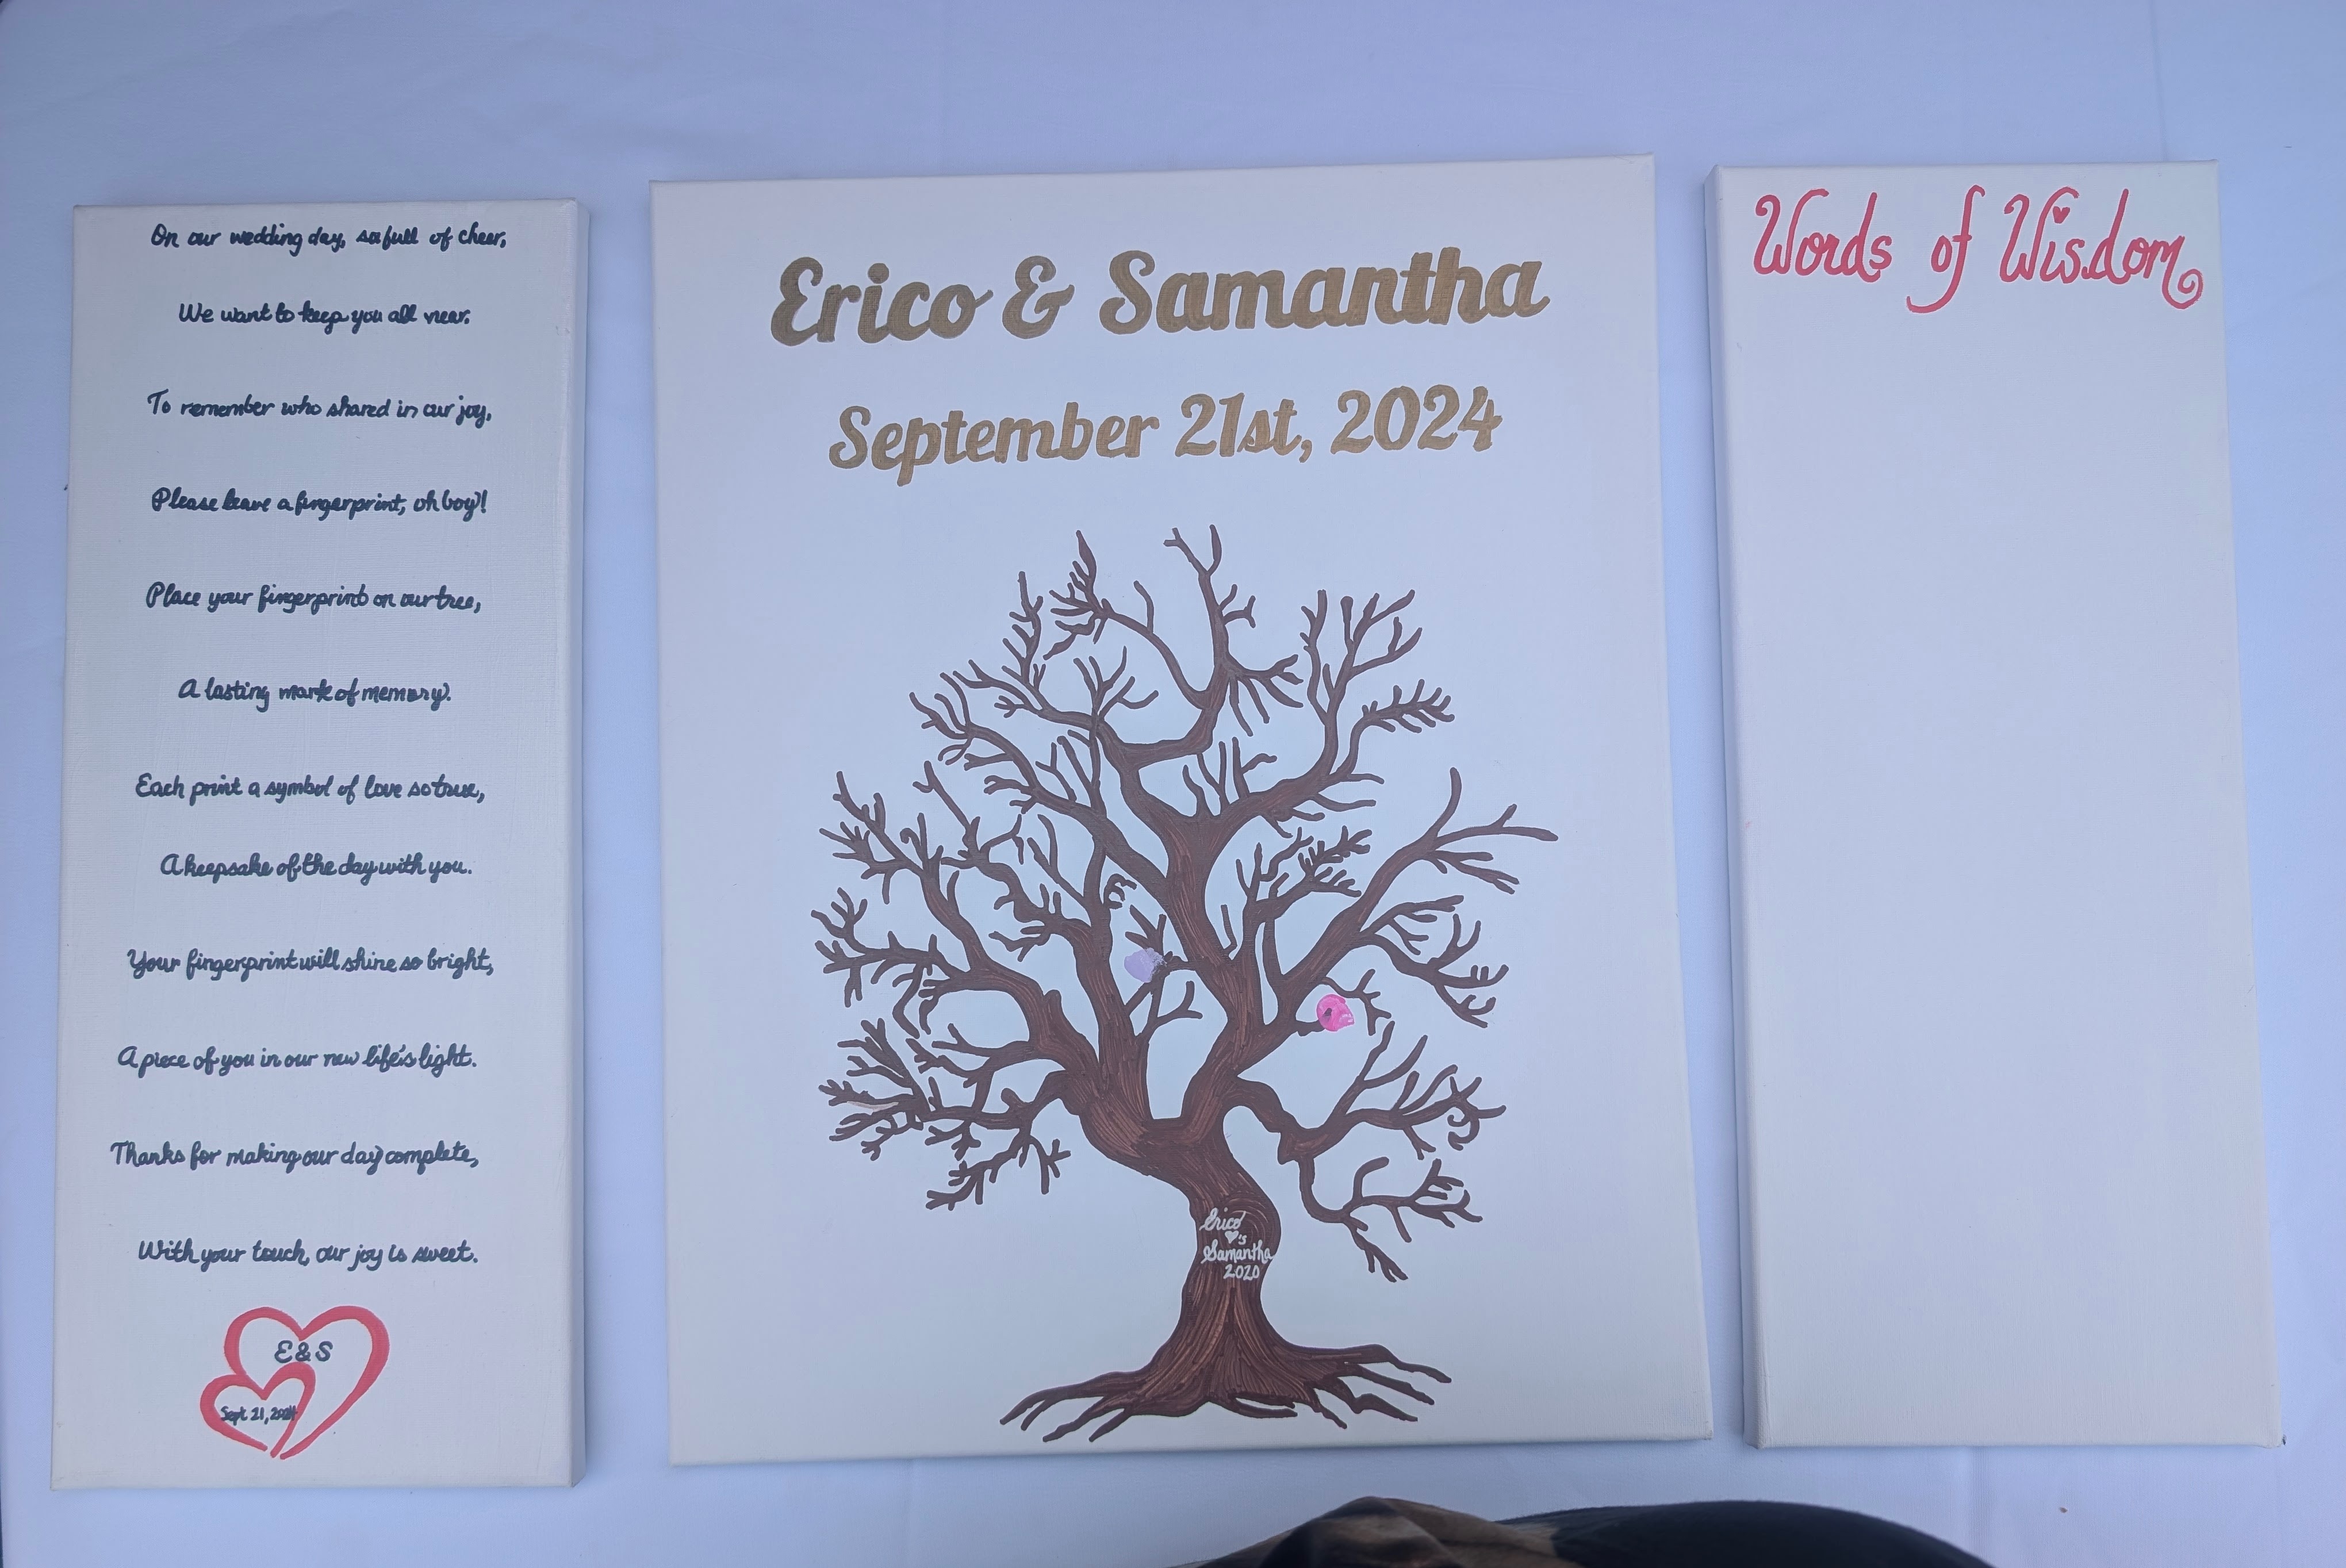 On our wedding day, so full of cheer,
We want to keep you all near.
To remember who shared in our joy,
Please leave a fingerprint, oh boy!
Place your fingerprint on our tree,
A lasting mark of memory.
Each print a symbol of love so true,
A keepsake of the day with you.
Your fingerprint will shine so bright,
A piece of you in our new life's light.
Thanks for making our day complete,
With your touch, our joy is sweet.
E & S
Sept 21, 2024
Erico & Samantha
September 21st, 2024
Erico
♥'s
Samantha
2020
Words of Wisdom